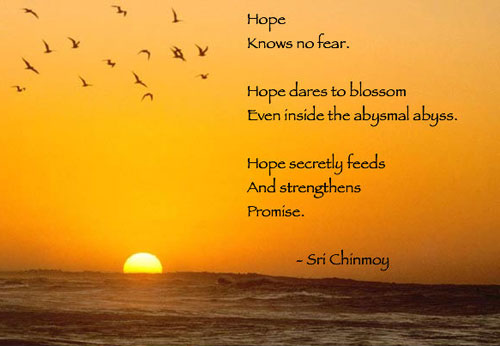 Hope
Knows no fear.
Hope dares to blossom
Even inside the abysmal abyss.
Hope secretly feeds
And strengthens
Promise.
- Sri Chinmoy